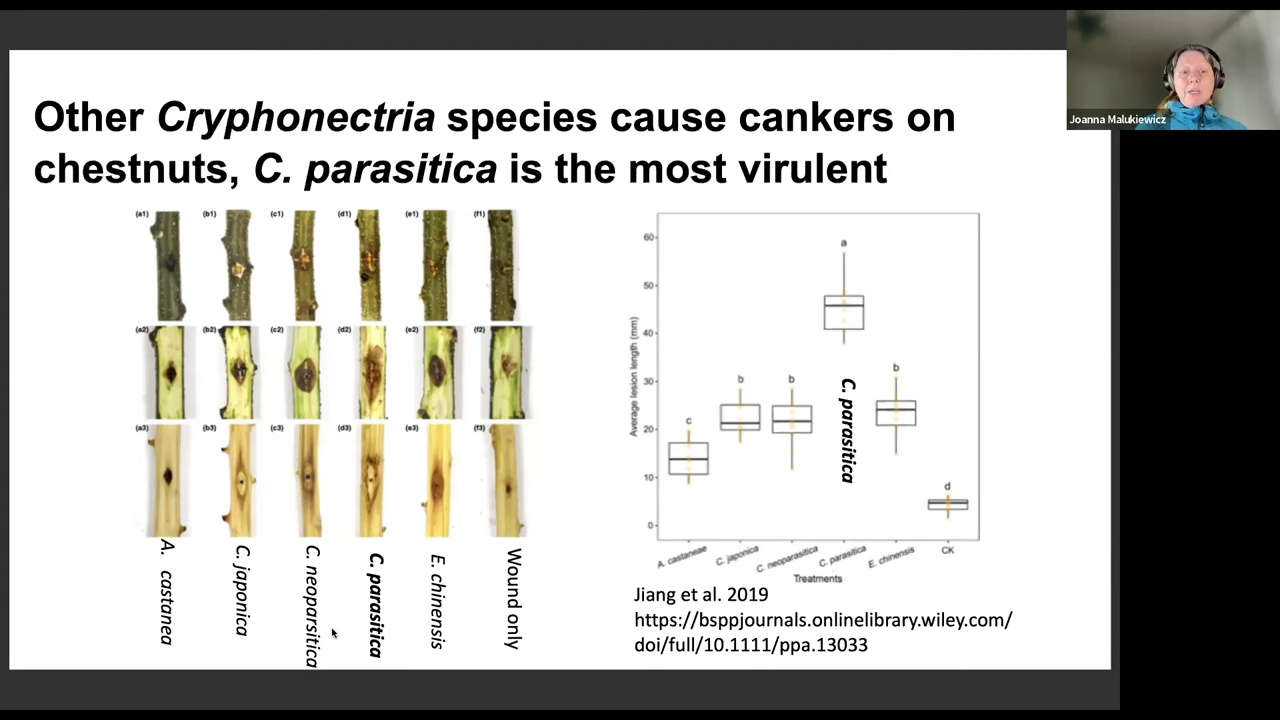 Other Cryphonectria species cause cankers on
chestnuts, C. parasitica is the most virulent
Joanna Malukiewicz
(a1) (b1) (c1) (d1) (e1) (f1)
(a2) (b2) (c2) (d2) (e2) (f2)
(a3) (b3) (c3) (d3) (e3) (f3)
A. castanea
C. japonica
C. neoparsitica
C. parasitica
E. chinensis
Wound only
Average lesion length (mm)
60
50
40
30
20
10
0
c
b
b
a
b
d
C. parasitica
A. castaneae
C. japonica
C. neoparasitica
C. parasitica
E. chinensis
CK
Treatments
Jiang et al. 2019
https://bsppjournals.onlinelibrary.wiley.com/
doi/full/10.1111/ppa.13033